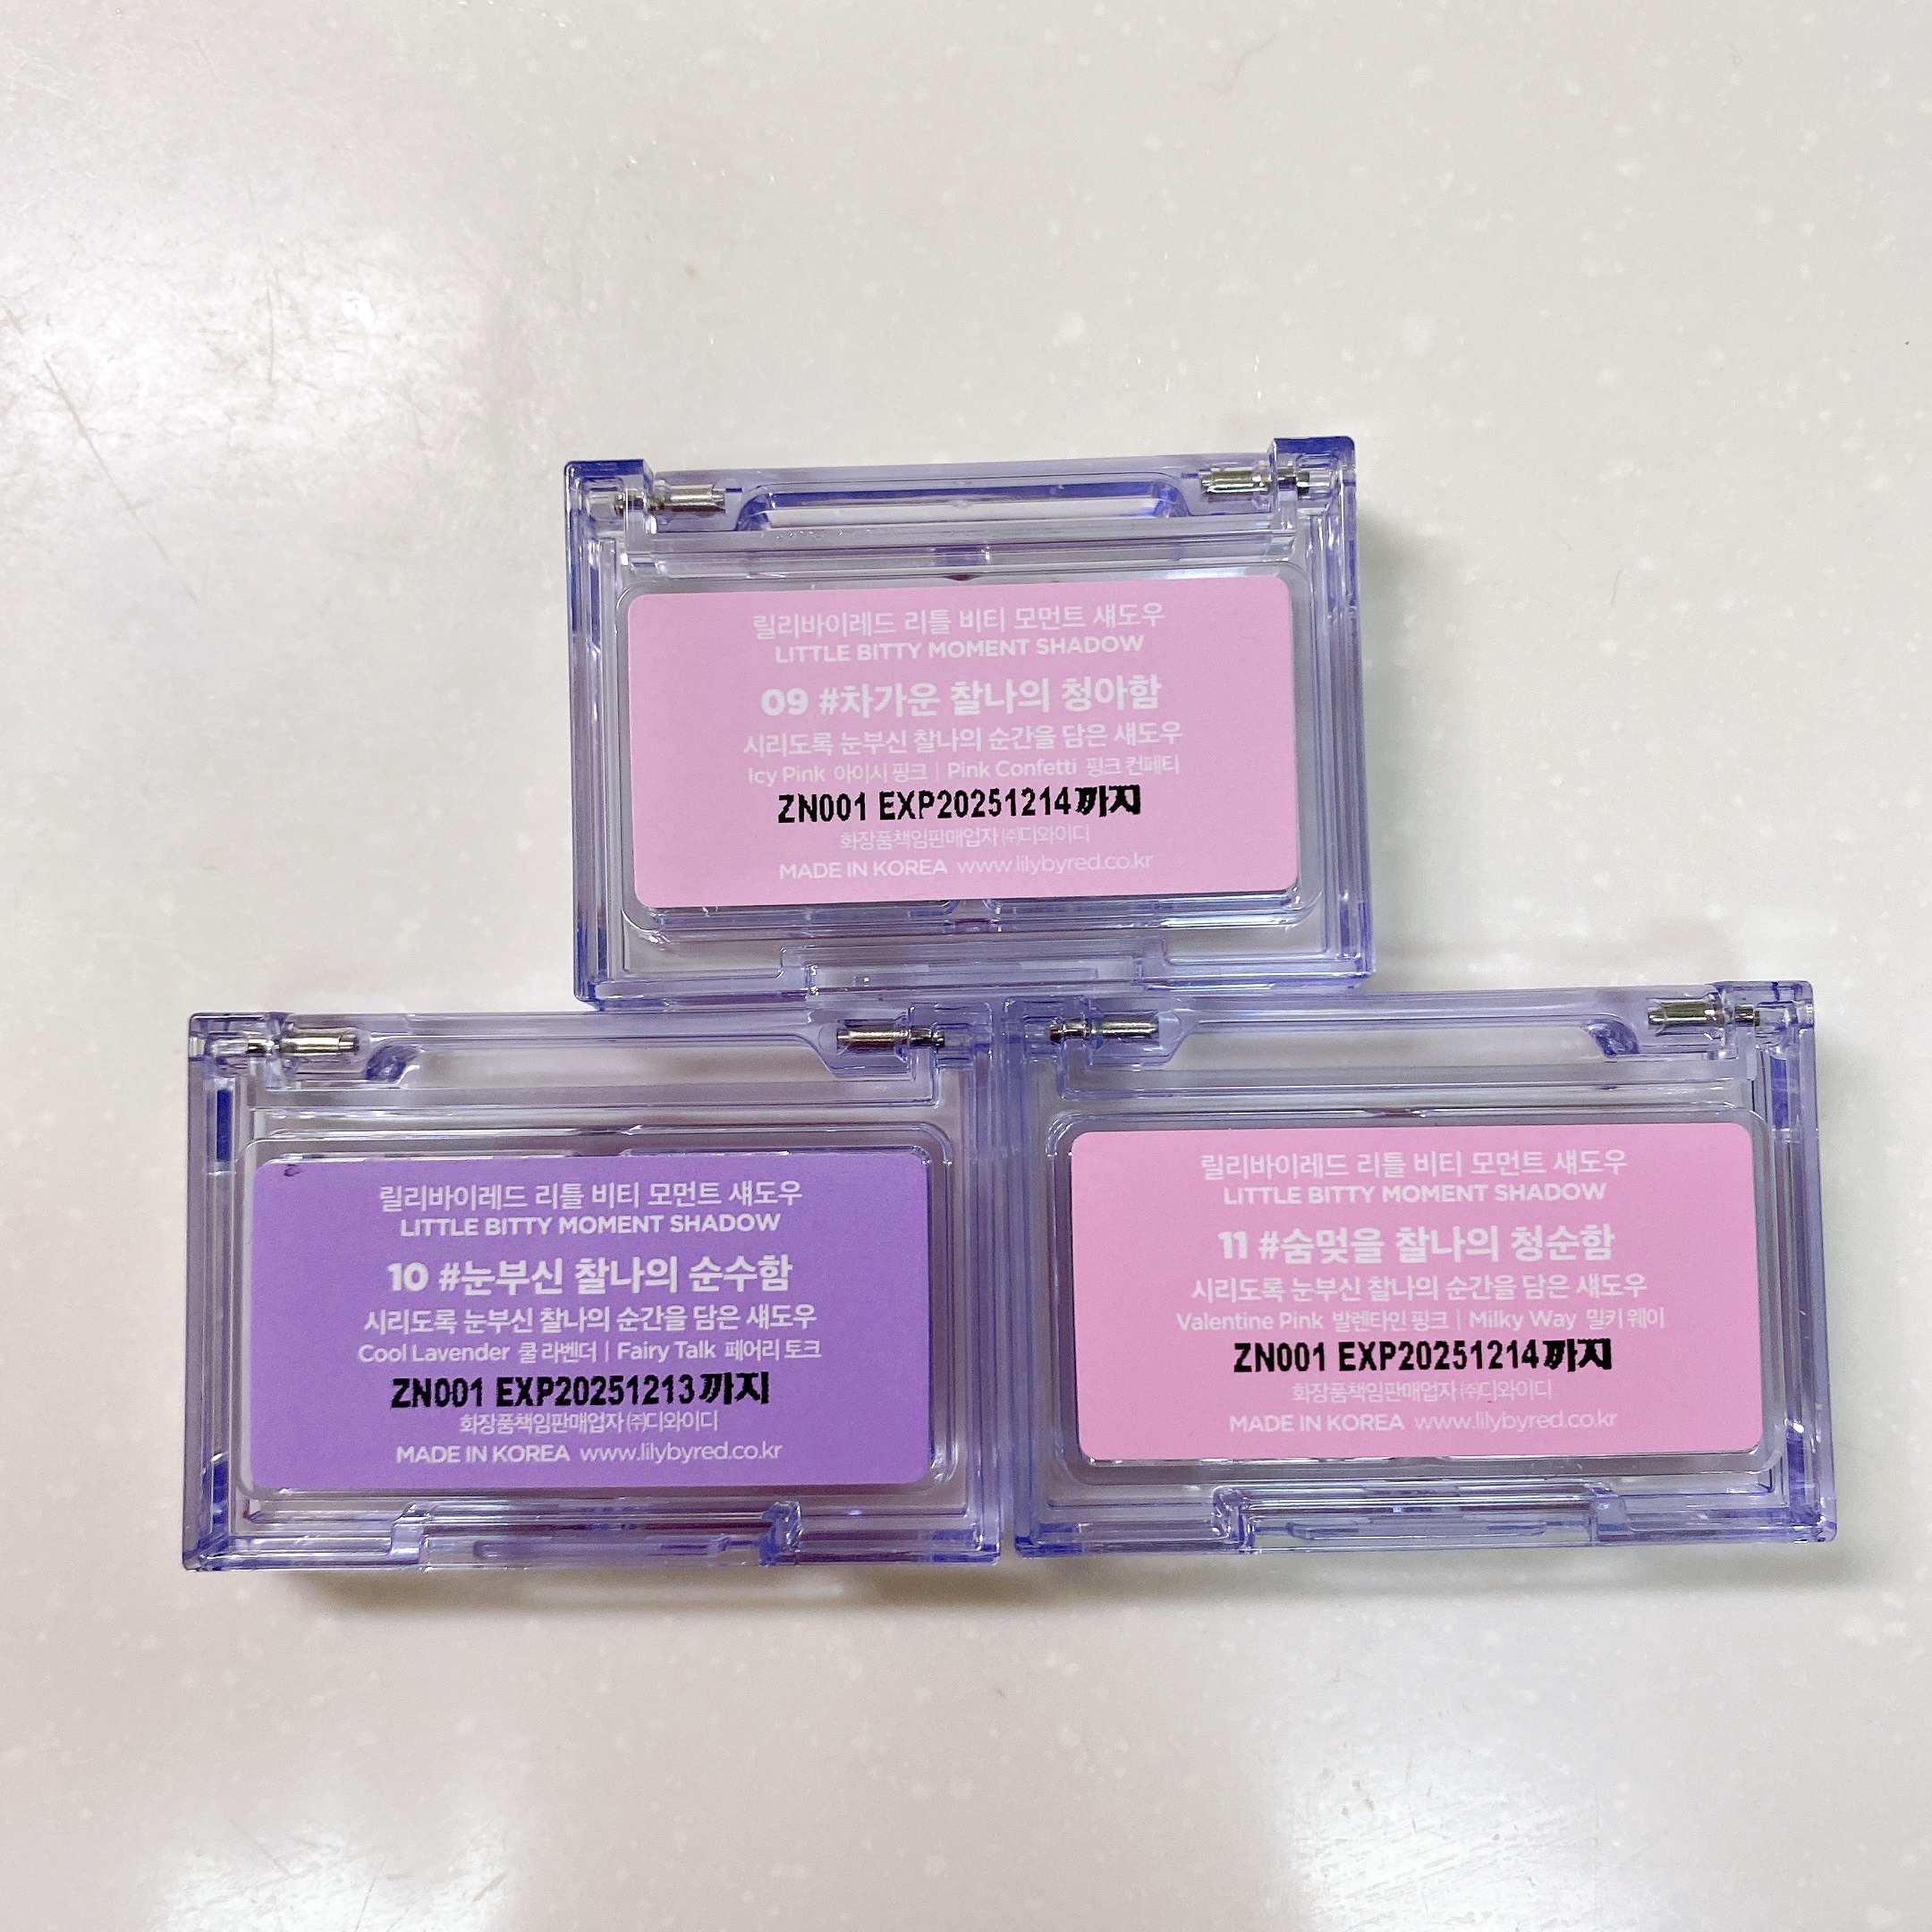 릴리바이레드 리틀 비티 모먼트 섀도우
LITTLE BITTY MOMENT SHADOW
09 #차가운 찰나의 청아함
시리도록 눈부신 찰나의 순간을 담은 섀도우
Icy Pink 아이시 핑크 | Pink Confetti 핑크 컨페티
ZN001 EXP20251214까지
화장품책임판매업자 ㈜디와이디
MADE IN KOREA www.lilybyred.co.kr
릴리바이레드 리틀 비티 모먼트 섀도우
LITTLE BITTY MOMENT SHADOW
10 #눈부신 찰나의 순수함
시리도록 눈부신 찰나의 순간을 담은 섀도우
Cool Lavender 쿨 라벤더 | Fairy Talk 페어리 토크
ZN001 EXP20251213까지
화장품책임판매업자 ㈜디와이디
MADE IN KOREA www.lilybyred.co.kr
릴리바이레드 리틀 비티 모먼트 섀도우
LITTLE BITTY MOMENT SHADOW
11 #숨멎을 찰나의 청순함
시리도록 눈부신 찰나의 순간을 담은 섀도우
Valentine Pink 발렌타인 핑크 | Milky Way 밀키 웨이
ZN001 EXP20251214까지
화장품책임판매업자 ㈜디와이디
MADE IN KOREA www.lilybyred.co.kr